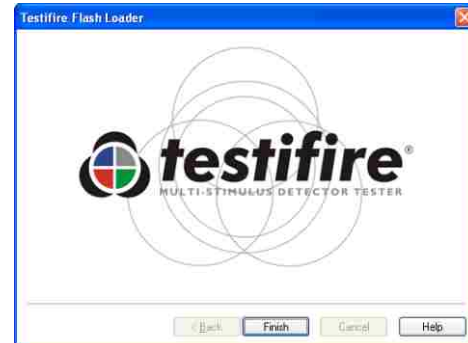 Testifire Flash Loader
testifire®
MULTI-STIMULUS DETECTOR TESTER
< Back Finish Cancel Help